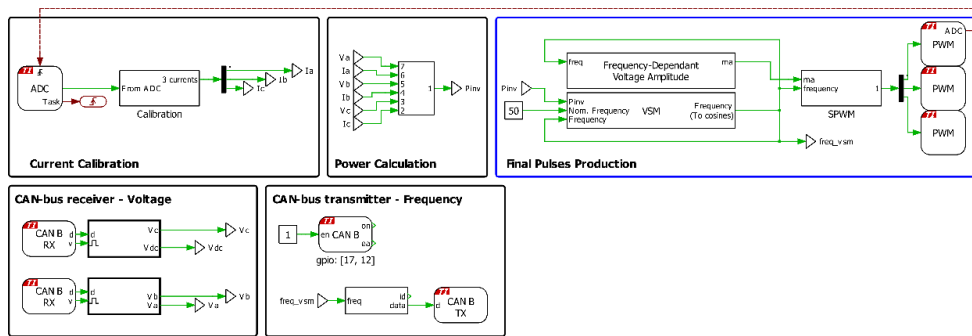 ADC
Task
From ADC
3 currents
Calibration
Ia
Ib
Ic
Current Calibration
Va
Ia
Vb
Ib
Vc
Ic
7
6
5
4
3
2
1
Pinv
Power Calculation
freq
Frequency-Dependant
Voltage Amplitude
ma
Pinv
50
Pinv
Nom. Frequency
Frequency
VSM
Frequency
(To cosines)
ma
frequency
1
SPWM
freq_vsm
ADC
PWM
PWM
PWM
Final Pulses Production
CAN-bus receiver - Voltage
CAN B
RX
d
v
d
Vc
Vdc
Vc
Vdc
CAN B
RX
d
v
d
Vb
Va
Vb
Va
CAN-bus transmitter - Frequency
1
en
CAN B
on
ea
gpio: [17, 12]
freq_vsm
freq
id
data
d
CAN B
TX